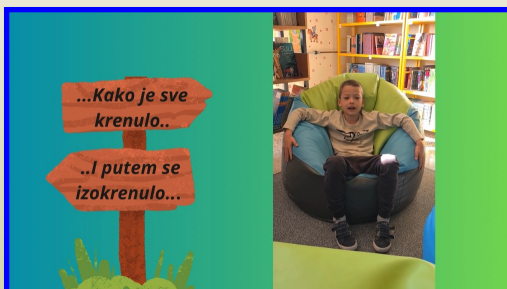 ...Kako je sve
krenulo..
..I putem se
izokrenulo...